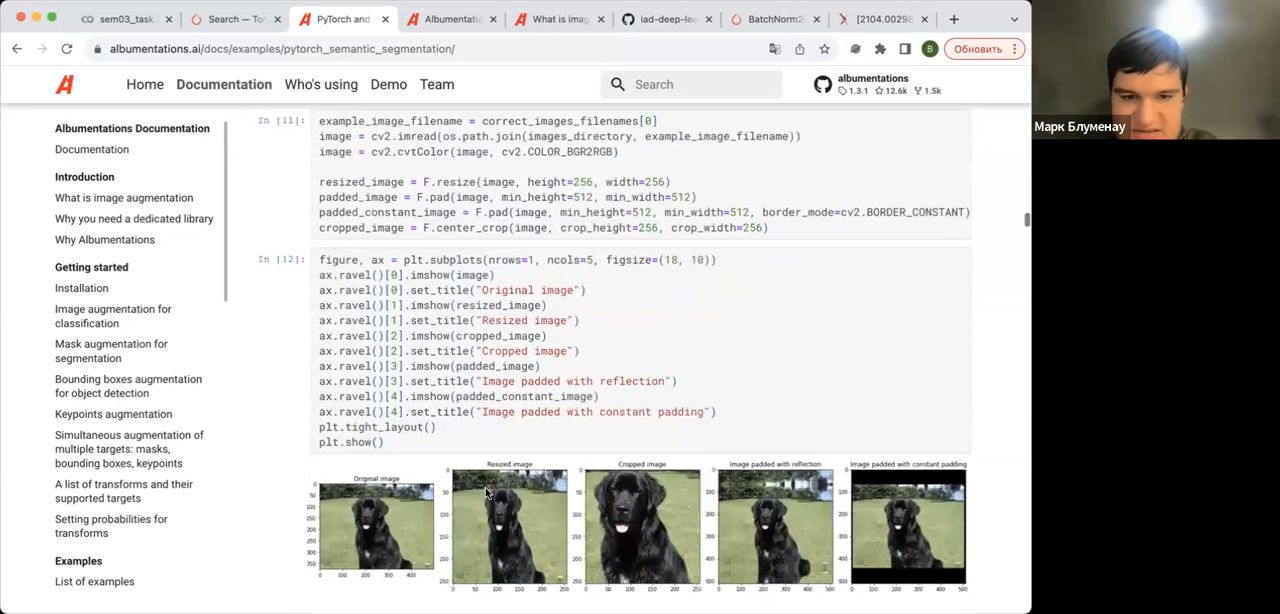 sem03_task.
Search — Tor
PyTorch and
Albumentatio
What is imag
iad-deep-lea
BatchNorm2
[2104.00298
albumentations.ai/docs/examples/pytorch_semantic_segmentation/
B
Обновить
Home
Documentation
Who's using
Demo
Team
Search
albumentations
1.3.1 12.6k 1.5k
Марк Блуменау
Albumentations Documentation
Documentation
Introduction
What is image augmentation
Why you need a dedicated library
Why Albumentations
Getting started
Installation
Image augmentation for
classification
Mask augmentation for
segmentation
Bounding boxes augmentation
for object detection
Keypoints augmentation
Simultaneous augmentation of
multiple targets: masks,
bounding boxes, keypoints
A list of transforms and their
supported targets
Setting probabilities for
transforms
Examples
List of examples
In [11]:
example_image_filename = correct_images_filenames[0]
image = cv2.imread(os.path.join(images_directory, example_image_filename))
image = cv2.cvtColor(image, cv2.COLOR_BGR2RGB)
resized_image = F.resize(image, height=256, width=256)
padded_image = F.pad(image, min_height=512, min_width=512)
padded_constant_image = F.pad(image, min_height=512, min_width=512, border_mode=cv2.BORDER_CONSTANT)
cropped_image = F.center_crop(image, crop_height=256, crop_width=256)
In [12]:
figure, ax = plt.subplots(nrows=1, ncols=5, figsize=(18, 10))
ax.ravel()[0].imshow(image)
ax.ravel()[0].set_title("Original image")
ax.ravel()[1].imshow(resized_image)
ax.ravel()[1].set_title("Resized image")
ax.ravel()[2].imshow(cropped_image)
ax.ravel()[2].set_title("Cropped image")
ax.ravel()[3].imshow(padded_image)
ax.ravel()[3].set_title("Image padded with reflection")
ax.ravel()[4].imshow(padded_constant_image)
ax.ravel()[4].set_title("Image padded with constant padding")
plt.tight_layout()
plt.show()
Original image
Resized image
Cropped image
Image padded with reflection
Image padded with constant padding